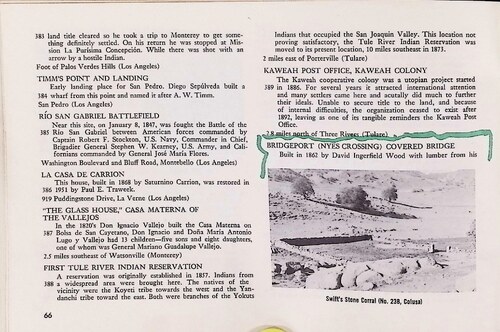 383 land title cleared so he took a trip to Monterey to get some-
thing definitely settled. On his return he was stopped at Mis-
sion La Purísima Concepción. While there was shot with an
arrow by a hostile Indian.
Foot of Palos Verdes Hills (Los Angeles)
TIMM'S POINT AND LANDING
Early landing place for San Pedro. Diego Sepúlveda built a
384 wharf from this point and named it after A. W. Timm.
San Pedro (Los Angeles)
RÍO SAN GABRIEL BATTLEFIELD
Near this site, on January 8, 1847, was fought the Battle of
385 Río San Gabriel between American forces commanded by
Captain Robert F. Stockton, U.S. Navy, Commander in Chief,
Brigadier General Stephen W. Kearney, U.S. Army, and Cali-
fornians commanded by General José María Flores.
Washington Boulevard and Bluff Road, Montebello (Los Angeles)
LA CASA DE CARRION
This house, built in 1868 by Saturnino Carrion, was restored
386 in 1951 by Paul E. Traweek.
919 Puddingstone Drive, La Verne (Los Angeles)
"THE GLASS HOUSE," CASA MATERNA OF
THE VALLEJOS
In the 1820's Don Ignacio Vallejo built the Casa Materna on
387 Bolsa de San Cayetano, Don Ignacio and Doña María Antonio
Lugo y Vallejo had 13 children—five sons and eight daughters,
one of whom was General Mariano Guadalupe Vallejo.
2.5 miles southeast of Watsonville (Monterey)
FIRST TULE RIVER INDIAN RESERVATION
A reservation was originally established in 1857. Indians from
388 a widespread area were brought here. The natives of the
vicinity were the Koyeti tribe towards the west and the Yan-
danchi tribe toward the east. Both were branches of the Yokuts
66
Indians that occupied the San Joaquin Valley. This location not
proving satisfactory, the Tule River Indian Reservation was
moved to its present location, 10 miles southeast in 1873.
2 miles east of Porterville (Tulare)
KAWEAH POST OFFICE, KAWEAH COLONY
The Kaweah cooperative colony was a utopian project started
389 in 1886. For several years it attracted international attention
and many settlers came here and acutally did much to further
their ideals. Unable to secure title to the land, and because
of internal difficulties, the organization ceased to exist after
1892, leaving as one of its tangible reminders the Kaweah Post
Office.
2.8 miles north of Three Rivers (Tulare)
BRIDGEPORT (NYES CROSSING) COVERED BRIDGE
Built in 1862 by David Ingerfield Wood with lumber from his
Swift's Stone Corral (No. 238, Colusa)